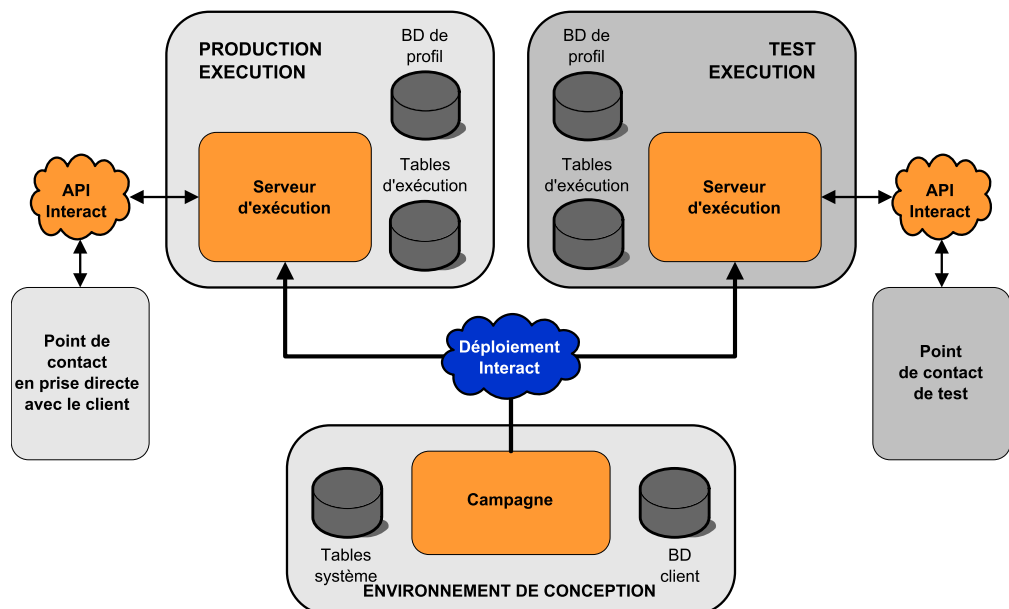 PRODUCTION
EXECUTION
BD de
profil
Tables
d'exécution
Serveur
d'exécution
API
Interact
Point de
contact
en prise directe
avec le client
BD de
profil
TEST
EXECUTION
Tables
d'exécution
Serveur
d'exécution
API
Interact
Point
de contact
de test
Déploiement
Interact
Campagne
Tables
système
BD
client
ENVIRONNEMENT DE CONCEPTION